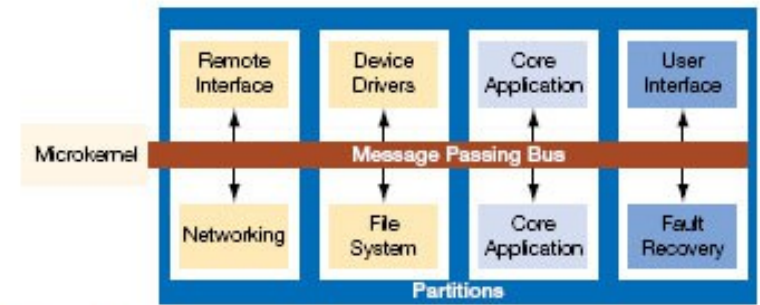 Remote
Interface
Device
Drivers
Core
Application
User
Interface
Microkernel
Message Passing Bus
Networking
File
System
Core
Application
Fault
Recovery
Partitions